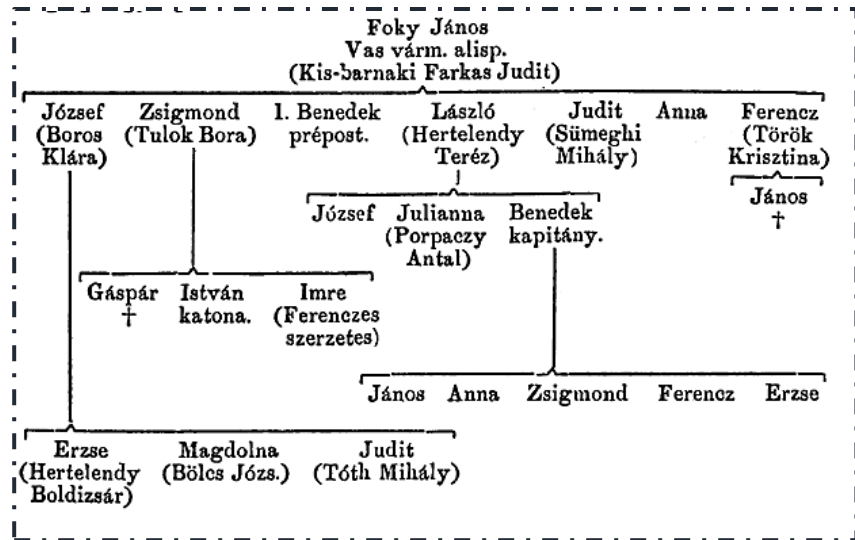 Foky János
Vas várm. alisp.
(Kis-barnaki Farkas Judit)
József Zsigmond I. Benedek László Judit Anna Ferencz
(Boros (Tulok Bora) prépost. (Hertelendy (Sümeghi (Török
Klára) Teréz) Mihály) Krisztina)
János
†
József Julianna Benedek
(Porpaczy kapitány.
Antal)
Gáspár István Imre
† katona. (Ferenczes
szerzetes)
János Anna Zsigmond Ferencz Erzse
Erzse Magdolna Judit
(Hertelendy (Bölcs Józs.) (Tóth Mihály)
Boldizsár)